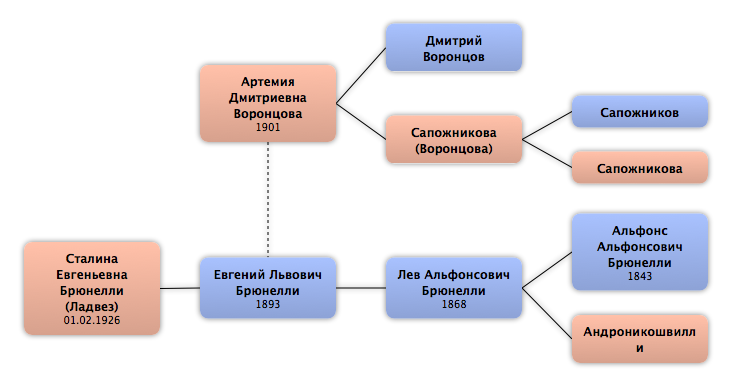 Дмитрий
Воронцов
Артемия
Дмитриевна
Воронцова
1901
Сапожников
Сапожникова
(Воронцова)
Сапожникова
Альфонс
Альфонсович
Брюнелли
1843
Сталина
Евгеньевна
Брюнелли
(Ладвез)
01.02.1926
Евгений Львович
Брюнелли
1893
Лев Альфонсович
Брюнелли
1868
Андроникошвилл
и